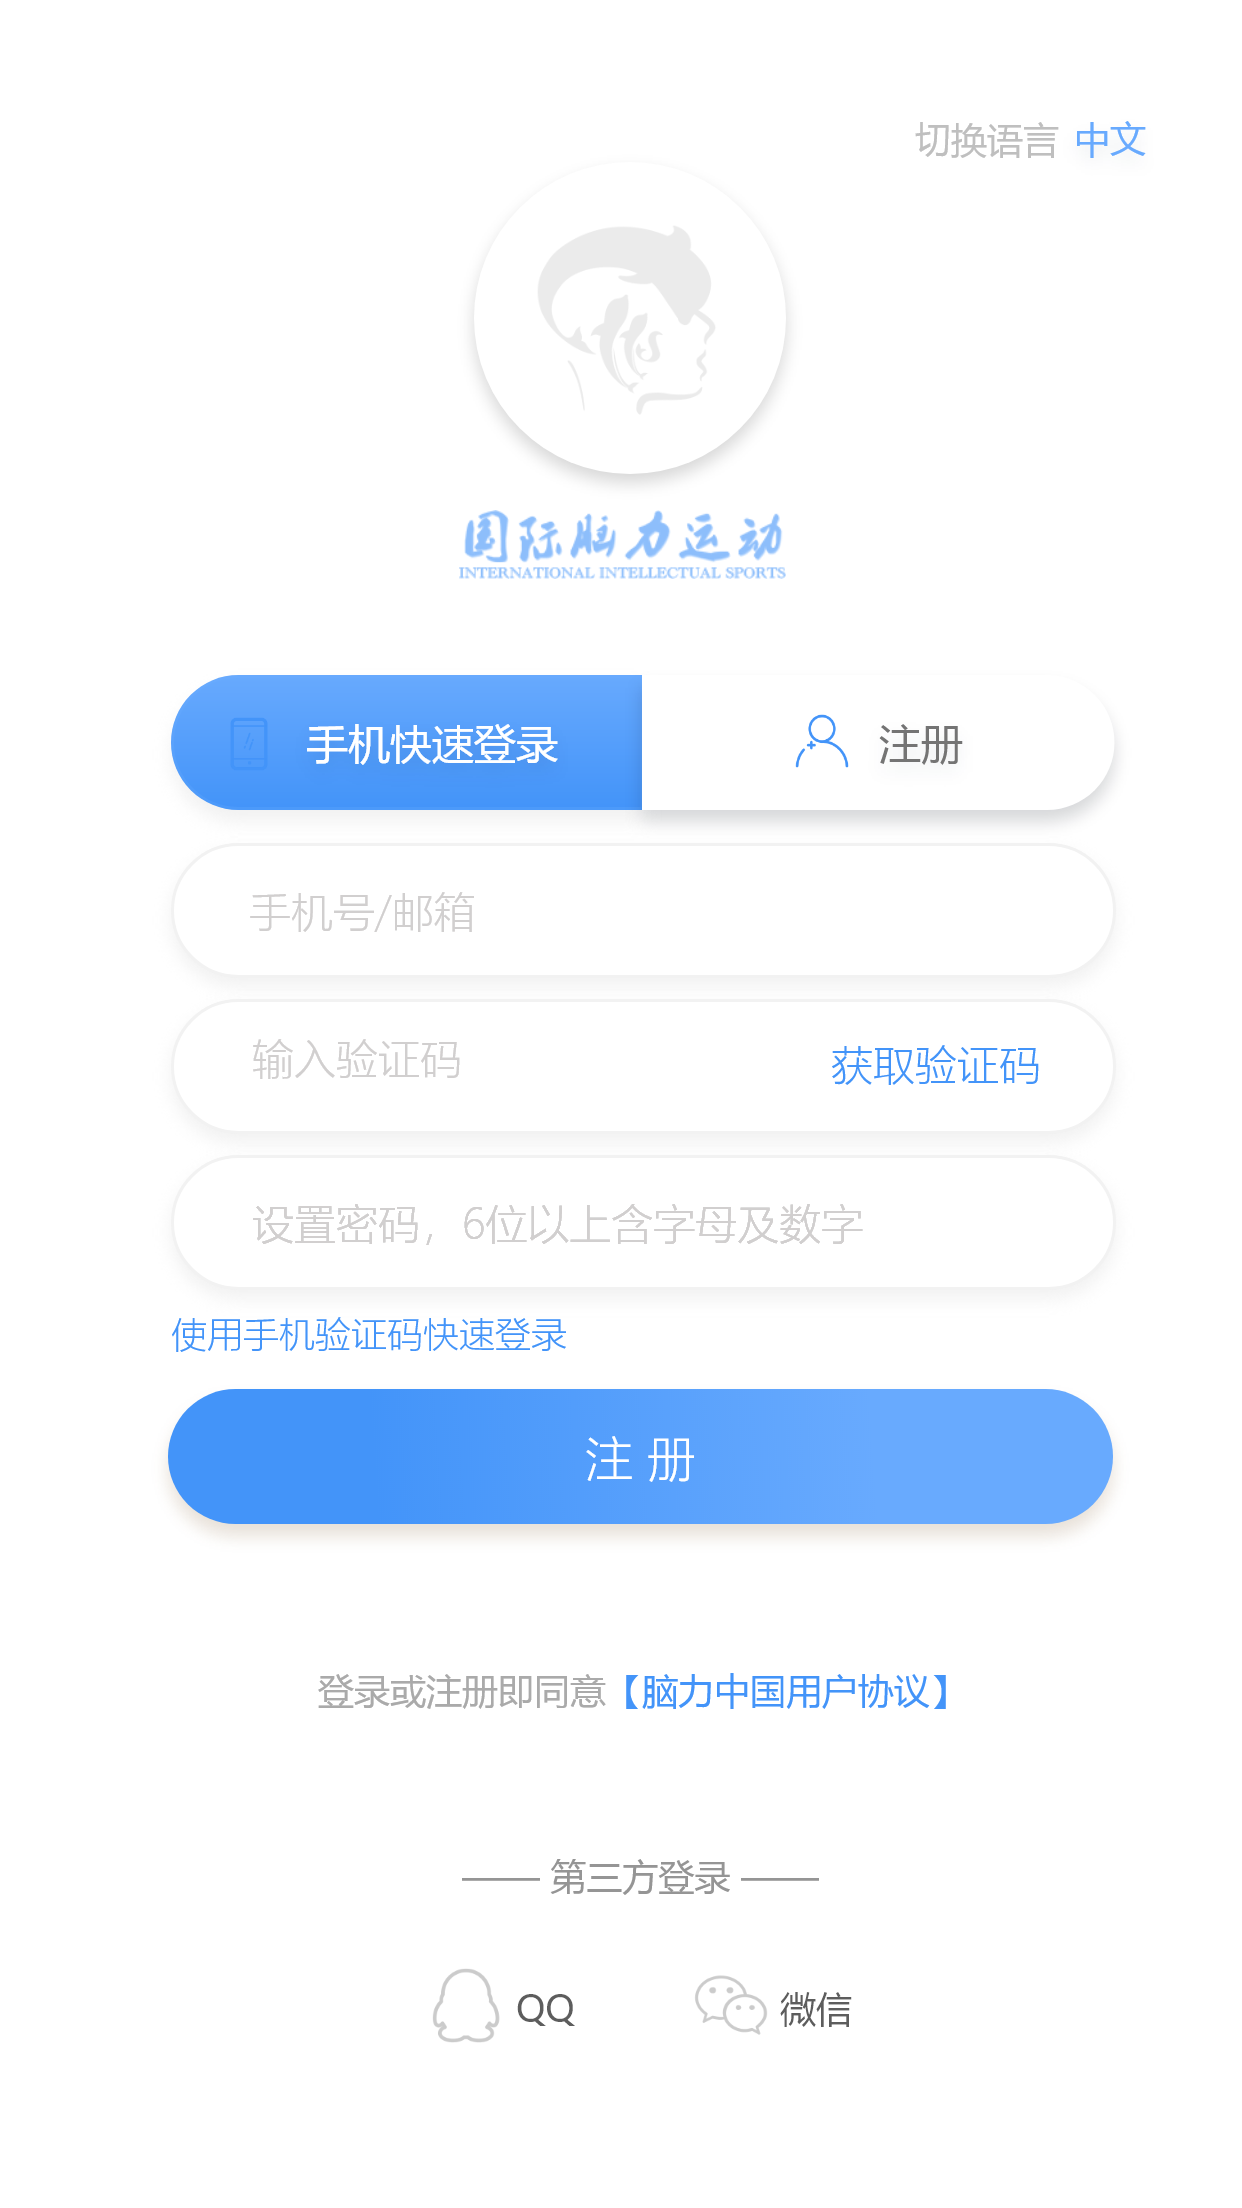 切换语言 中文
国际脑力运动
INTERNATIONAL INTELLECTUAL SPORTS
手机快速登录 注册
手机号/邮箱
输入验证码 获取验证码
设置密码，6位以上含字母及数字
使用手机验证码快速登录
注 册
登录或注册即同意【脑力中国用户协议】
第三方登录
QQ 微信